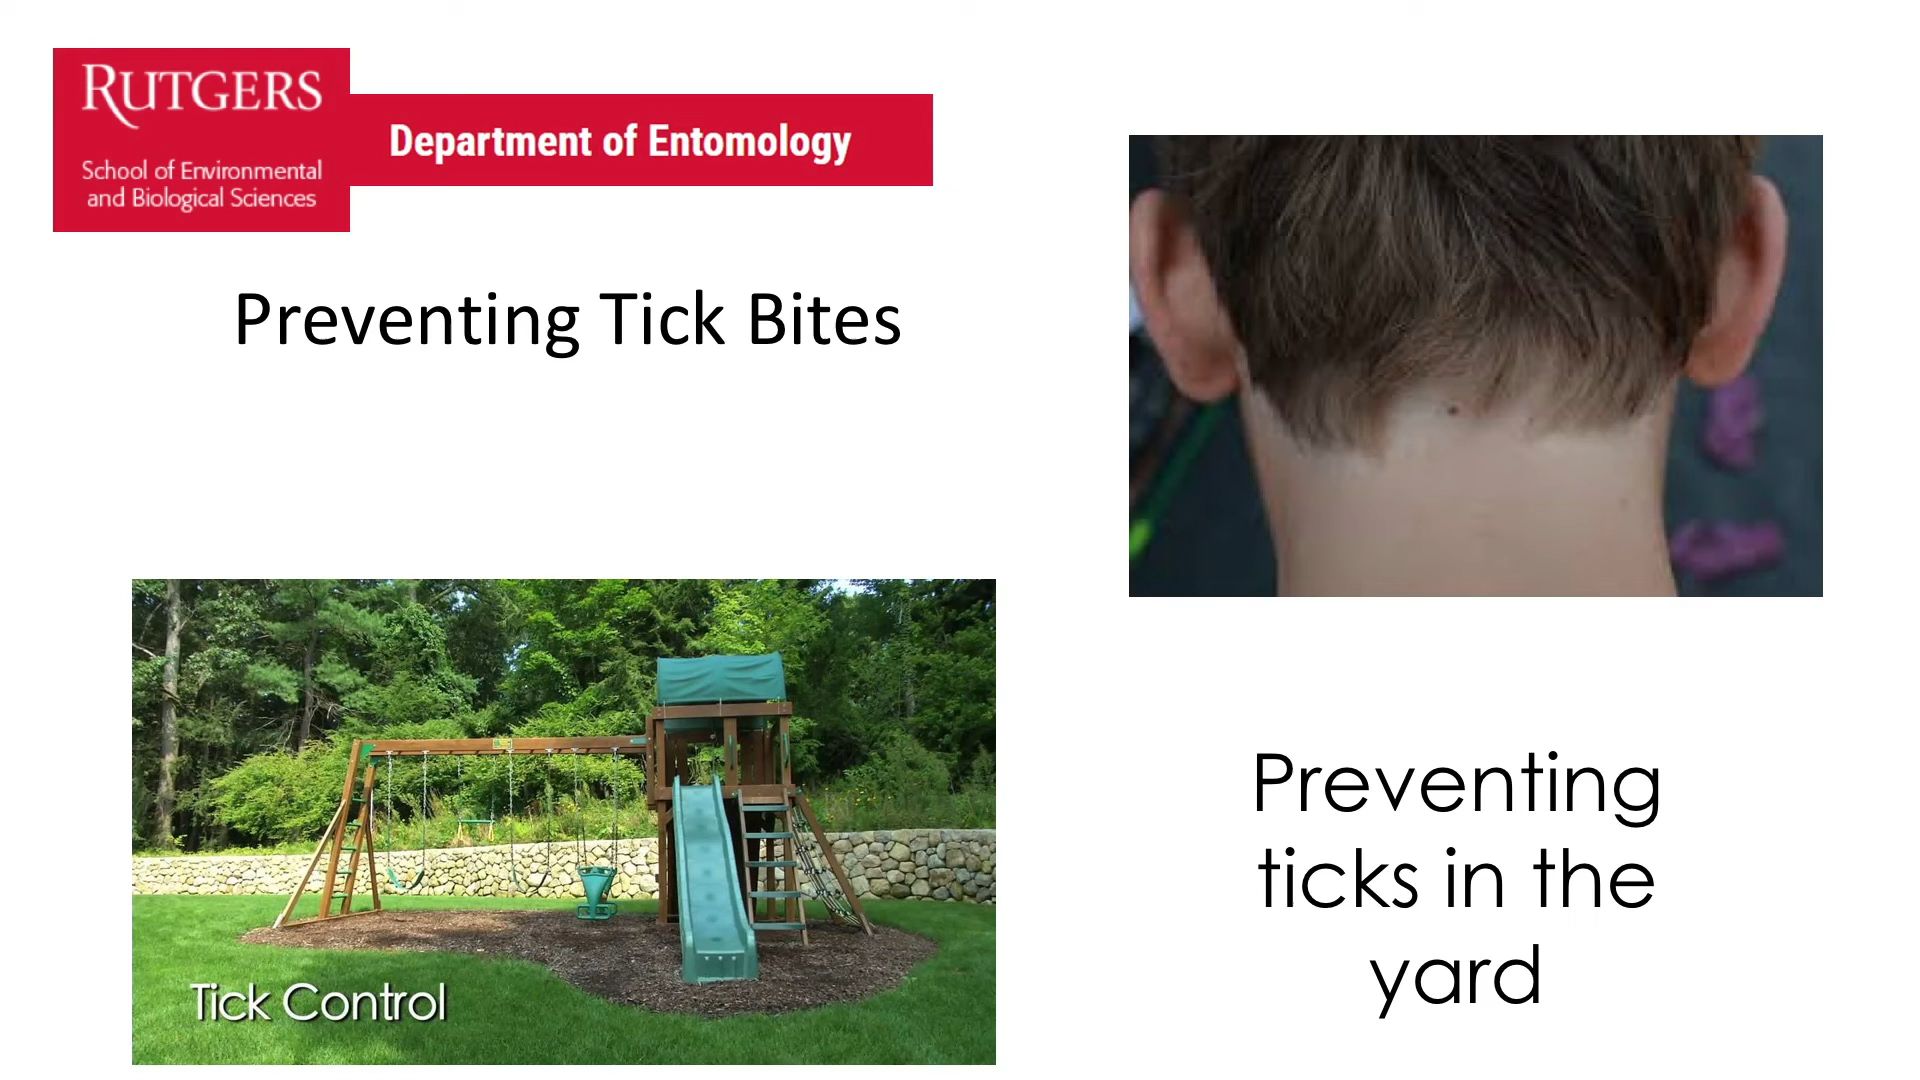 RUTGERS
School of Environmental
and Biological Sciences
Department of Entomology
Preventing Tick Bites
Tick Control
Preventing
ticks in the
yard